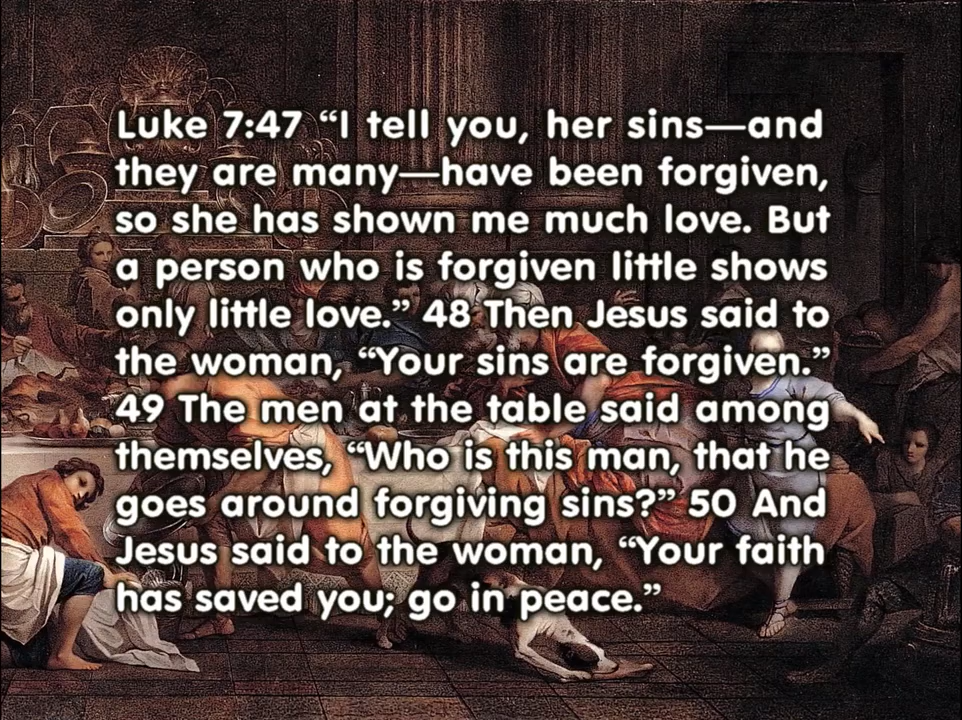 Luke 7:47 “I tell you, her sins—and
they are many—have been forgiven,
so she has shown me much love. But
a person who is forgiven little shows
only little love.” 48 Then Jesus said to
the woman, “Your sins are forgiven.”
49 The men at the table said among
themselves, “Who is this man, that he
goes around forgiving sins?” 50 And
Jesus said to the woman, “Your faith
has saved you; go in peace.”